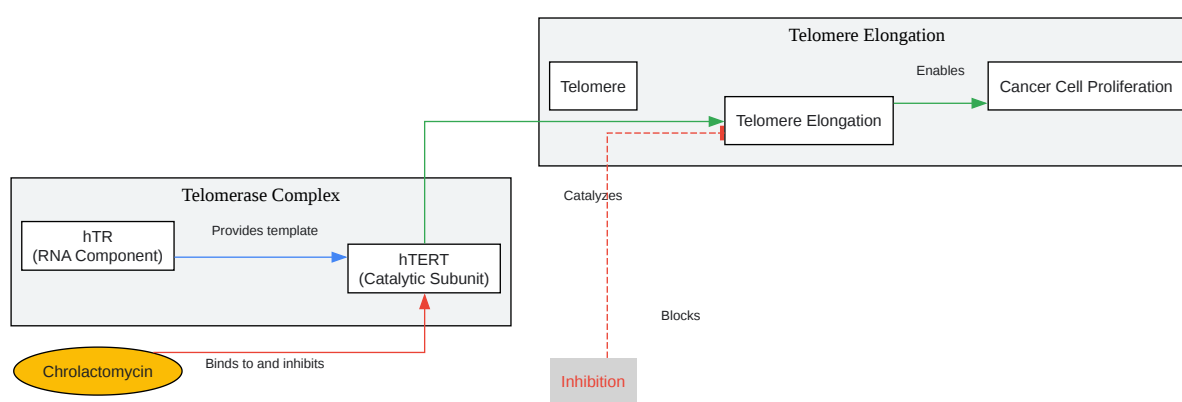 Telomere Elongation
Enables
Telomere
Cancer Cell Proliferation
Telomere Elongation
Catalyzes
Telomerase Complex
hTR
(RNA Component)
Provides template
hTERT
(Catalytic Subunit)
Blocks
Chrolactomycin
Binds to and inhibits
Inhibition